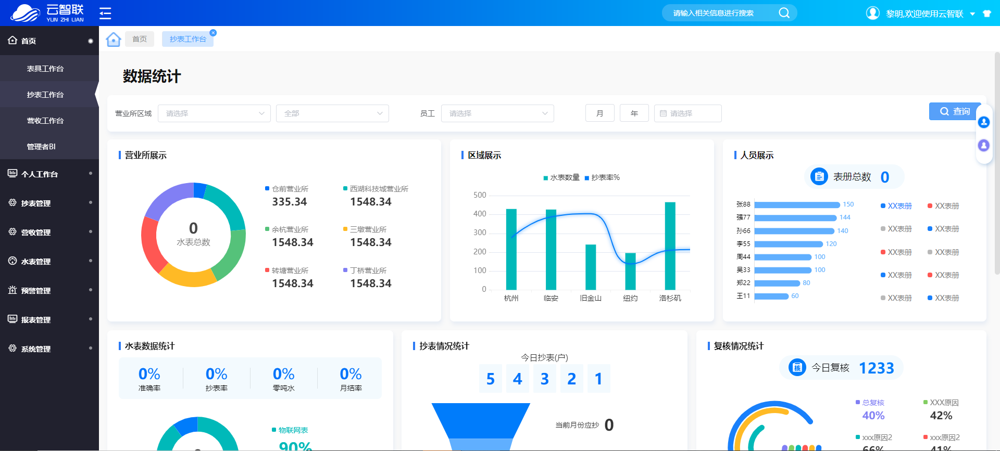 云智联
YUN ZHI LIAN
请输入相关信息进行搜索
黎明,欢迎使用云智联
首页
表具工作台
抄表工作台
营收工作台
管理者BI
个人工作台
抄表管理
营收管理
水表管理
预警管理
报表管理
系统管理
首页
抄表工作台
数据统计
营业所区域
请选择
全部
员工
请选择
月
年
请选择
查询
营业所展示
0
水表总数
仓前营业所
335.34
西湖科技城营业所
1548.34
余杭营业所
1548.34
三墩营业所
1548.34
转塘营业所
1548.34
丁桥营业所
1548.34
区域展示
水表数量 抄表率%
500
400
300
200
100
0
杭州 临安 旧金山 纽约 洛杉矶
人员展示
表册总数 0
张88 150
强77 144
孙66 140
李55 120
周44 100
吴33 100
郑22 80
王11 60
XX表册 XX表册
XX表册 XX表册
XX表册 XX表册
XX表册 XX表册
XX表册 XX表册
水表数据统计
0% 0% 0% 0%
准确率 抄表率 零吨水 月结率
物联网表
90%
抄表情况统计
今日抄表(户)
5 4 3 2 1
当前月份应抄 0
复核情况统计
核
今日复核 1233
总复核
40%
XXX原因
42%
xxx原因2
66%
xxx原因2
41%